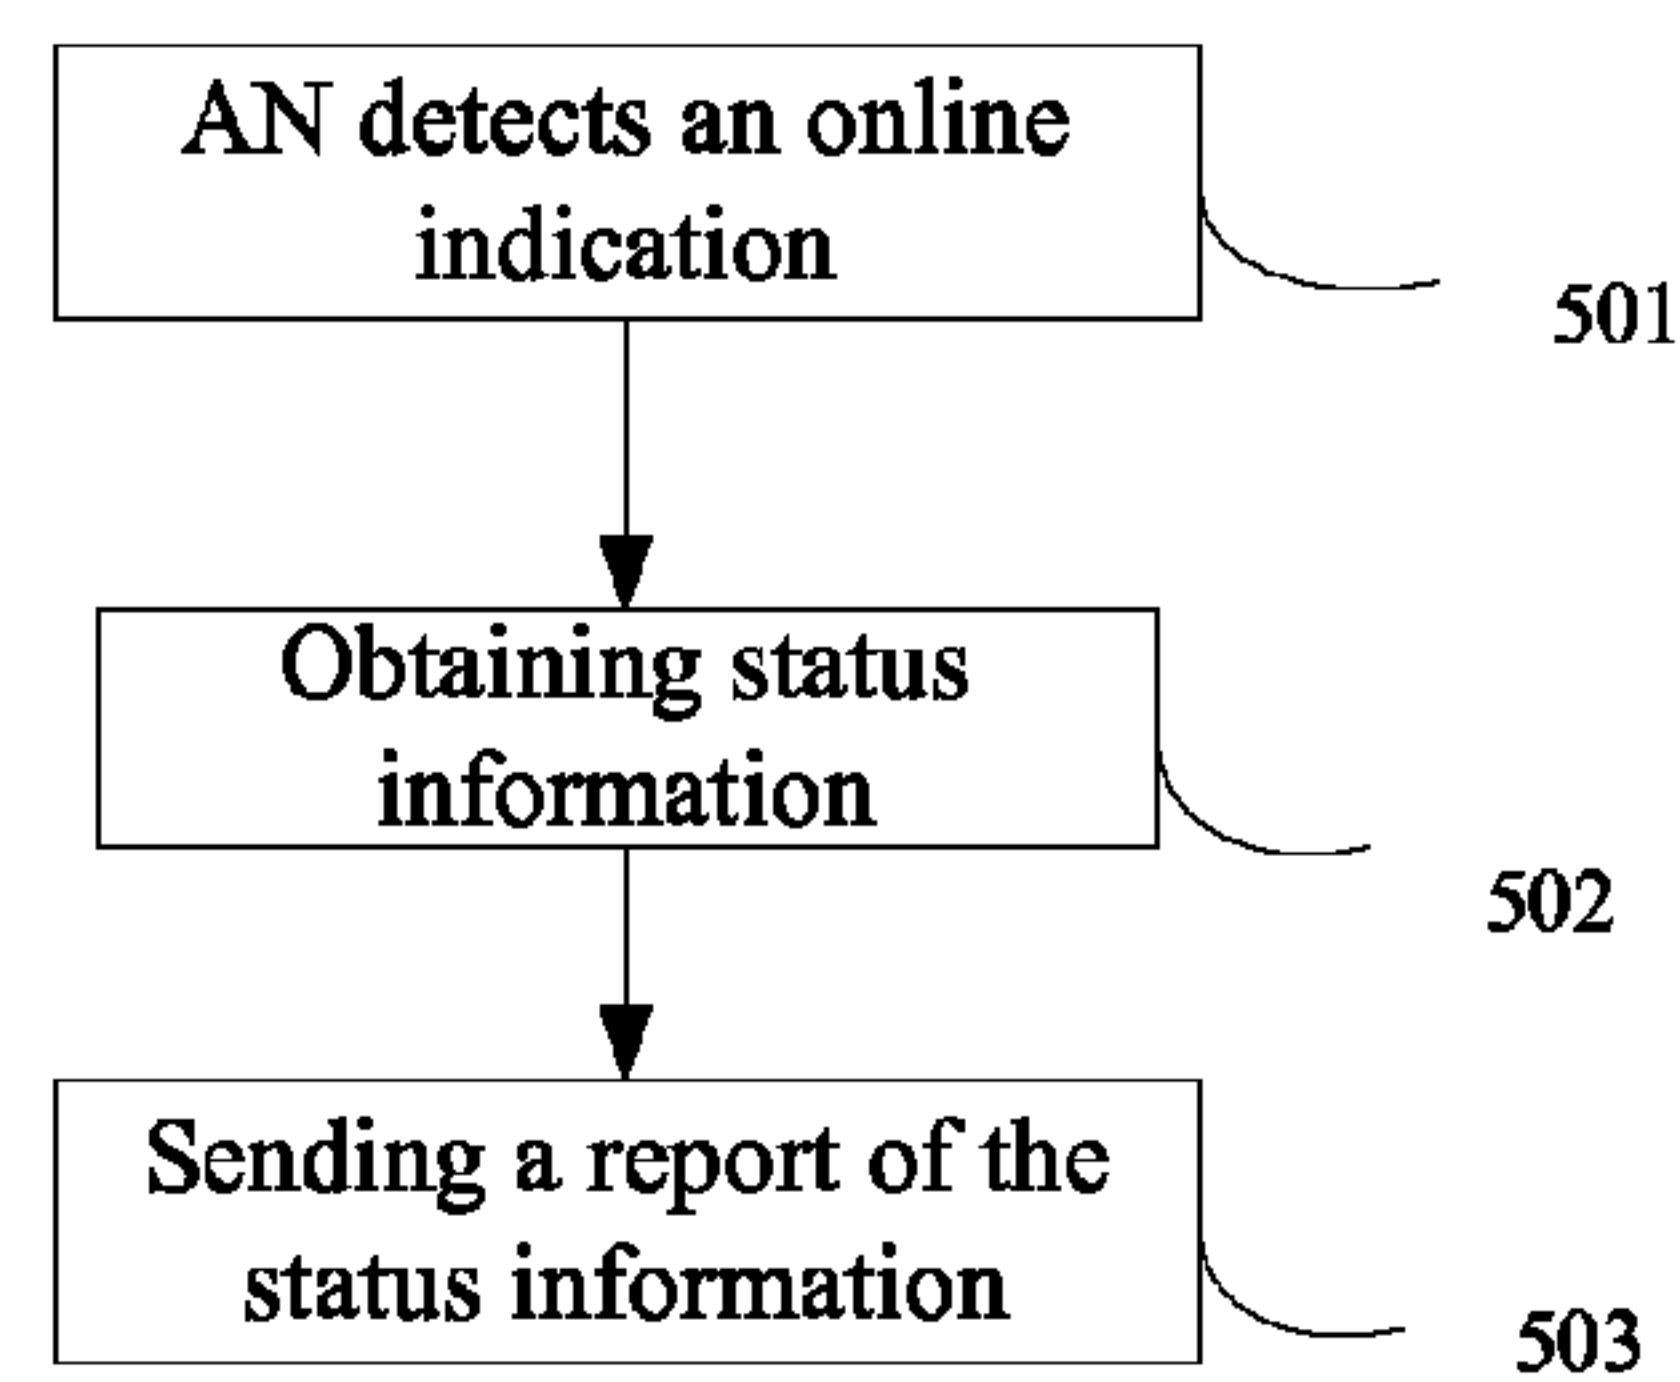 AN detects an online
indication
501
Obtaining status
information
502
Sending a report of the
status information
503